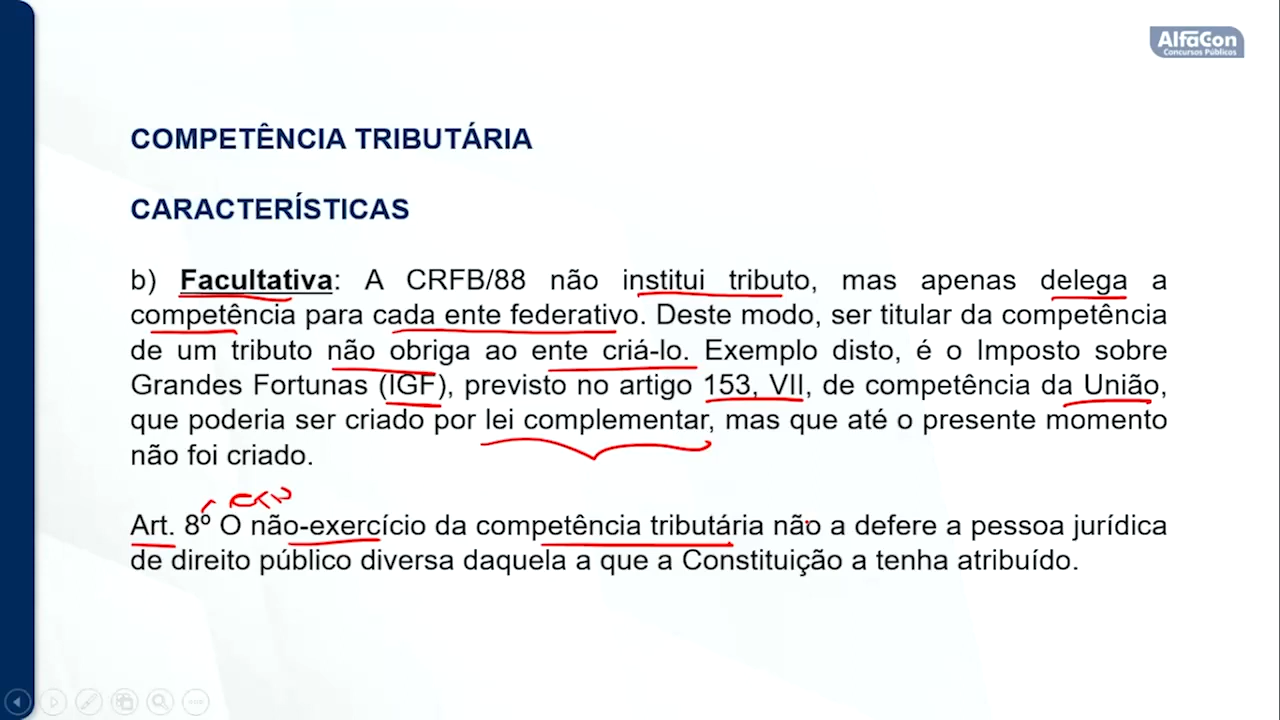 AlfaCon
Concursos Públicos
COMPETÊNCIA TRIBUTÁRIA
CARACTERÍSTICAS
b) Facultativa: A CRFB/88 não institui tributo, mas apenas delega a
competência para cada ente federativo. Deste modo, ser titular da competência
de um tributo não obriga ao ente criá-lo. Exemplo disto, é o Imposto sobre
Grandes Fortunas (IGF), previsto no artigo 153, VII, de competência da União,
que poderia ser criado por lei complementar, mas que até o presente momento
não foi criado.
CTN
Art. 8º O não-exercício da competência tributária não a defere a pessoa jurídica
de direito público diversa daquela a que a Constituição a tenha atribuído.